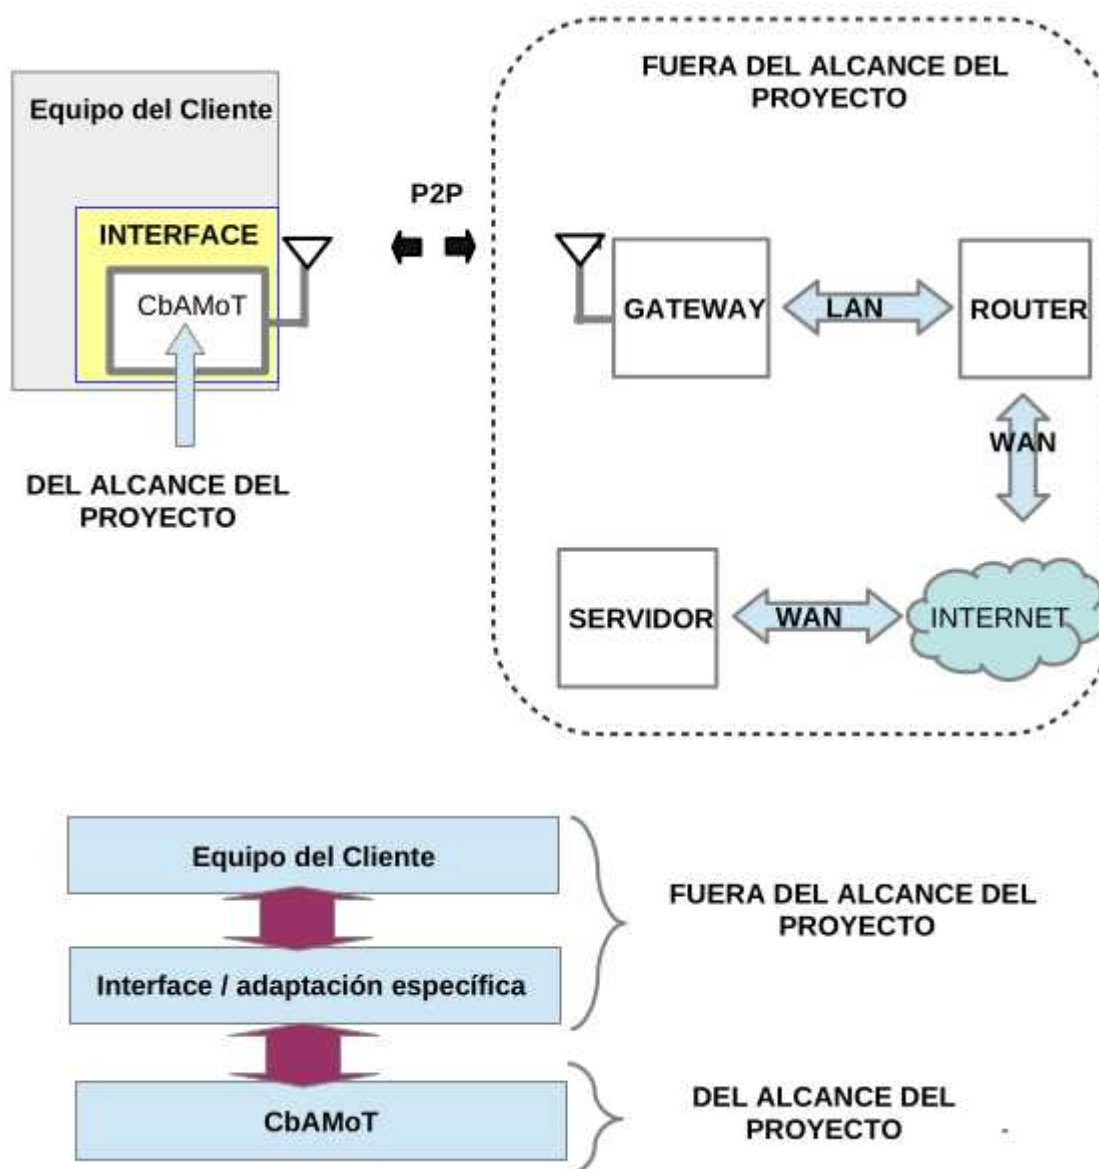 FUERA DEL ALCANCE DEL
PROYECTO
Equipo del Cliente
P2P
INTERFACE
CbAMoT
GATEWAY
LAN
ROUTER
WAN
DEL ALCANCE DEL
PROYECTO
SERVIDOR
WAN
INTERNET
Equipo del Cliente
FUERA DEL ALCANCE DEL
PROYECTO
Interface / adaptación específica
CbAMoT
DEL ALCANCE DEL
PROYECTO